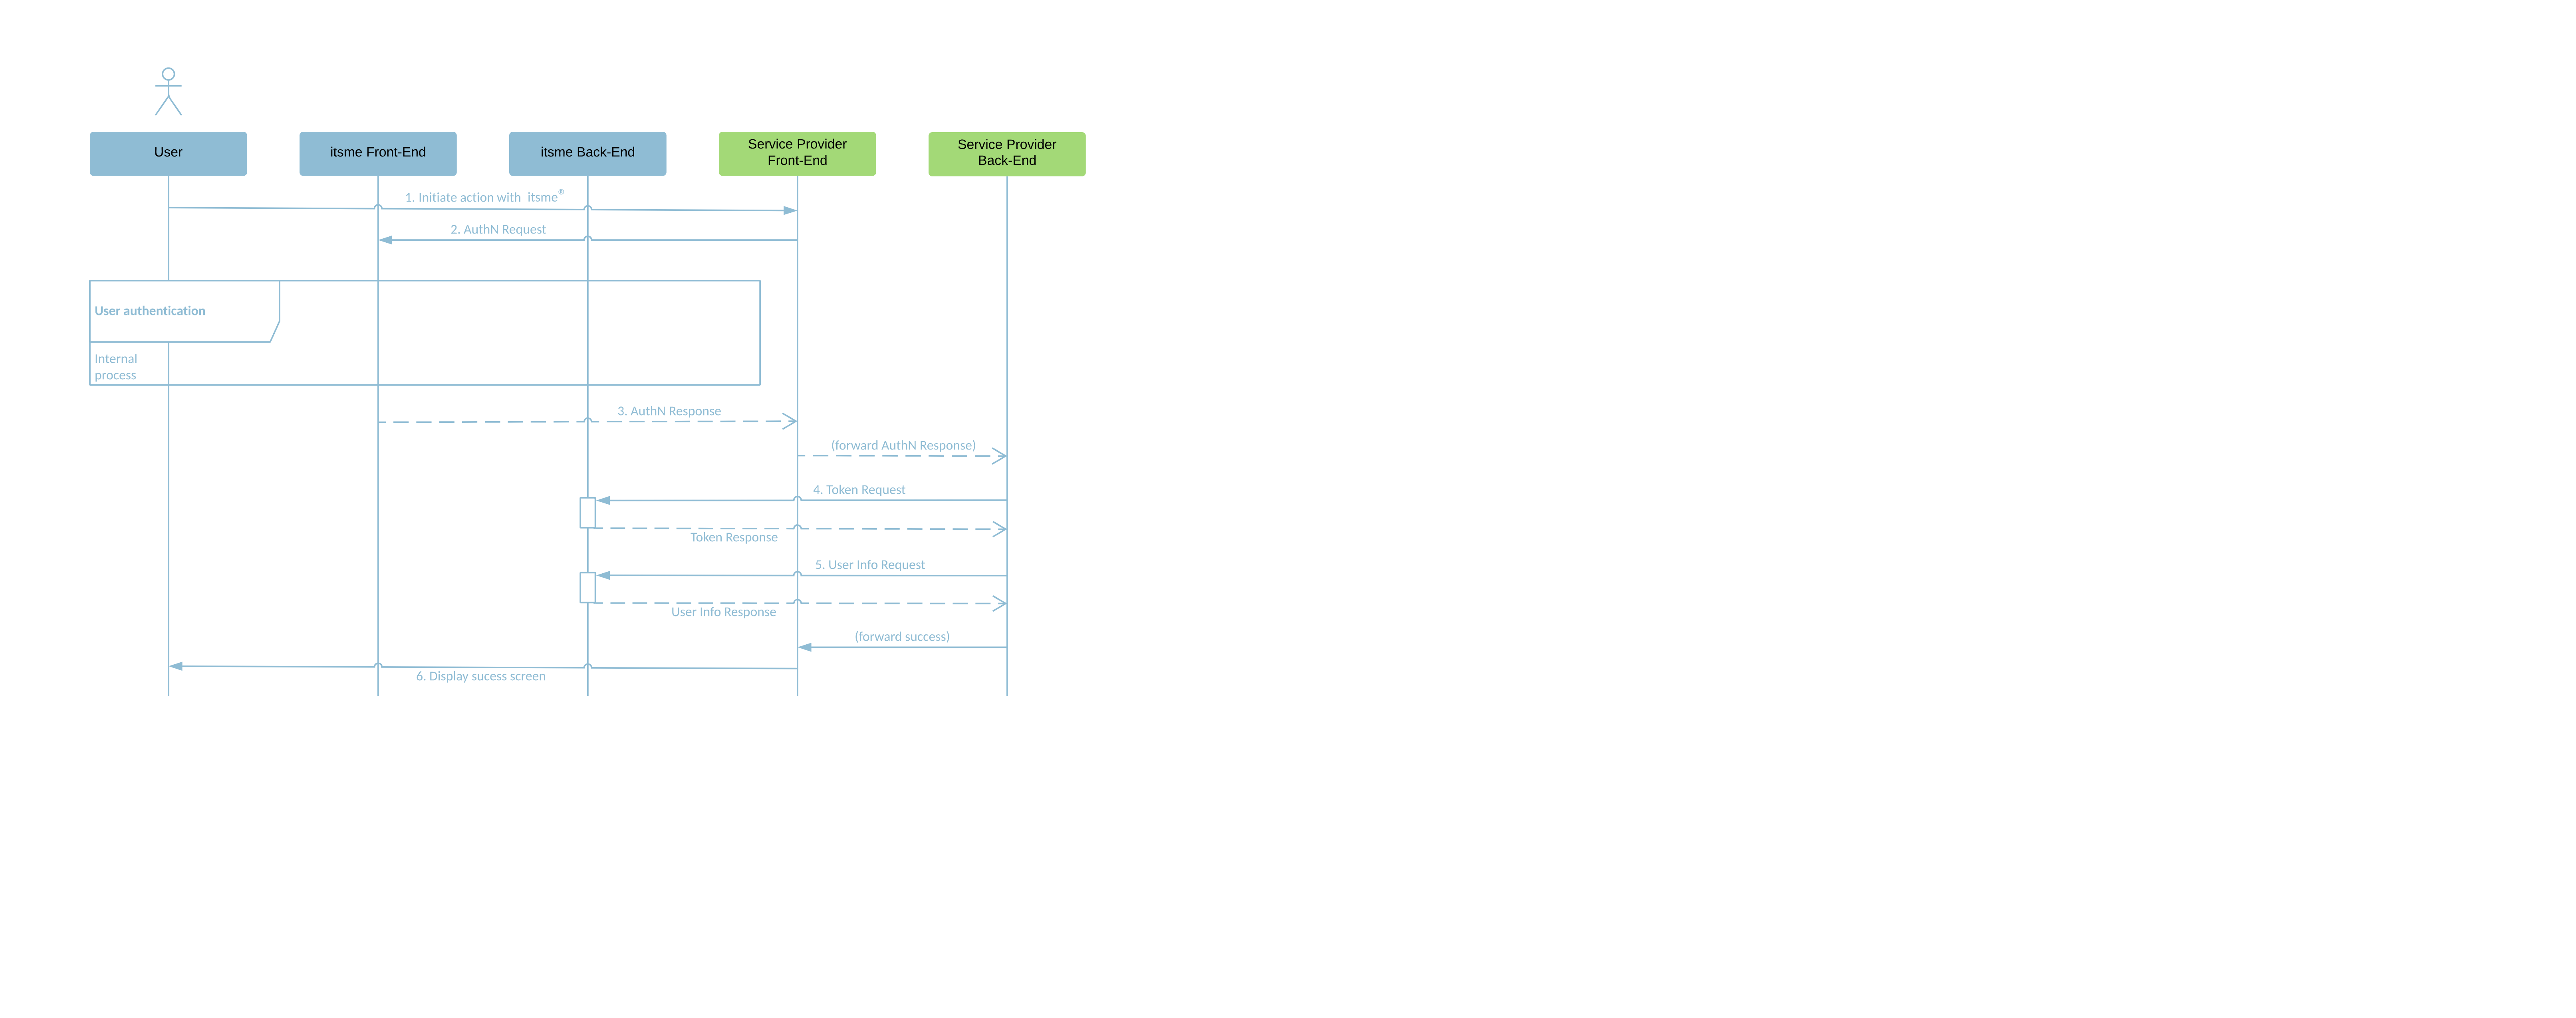 User
itsme Front-End
itsme Back-End
Service Provider
Front-End
Service Provider
Back-End
1. Initiate action with  itsme®
2. AuthN Request
User authentication
Internal
process
3. AuthN Response
(forward AuthN Response)
4. Token Request
Token Response
5. User Info Request
User Info Response
(forward success)
6. Display sucess screen